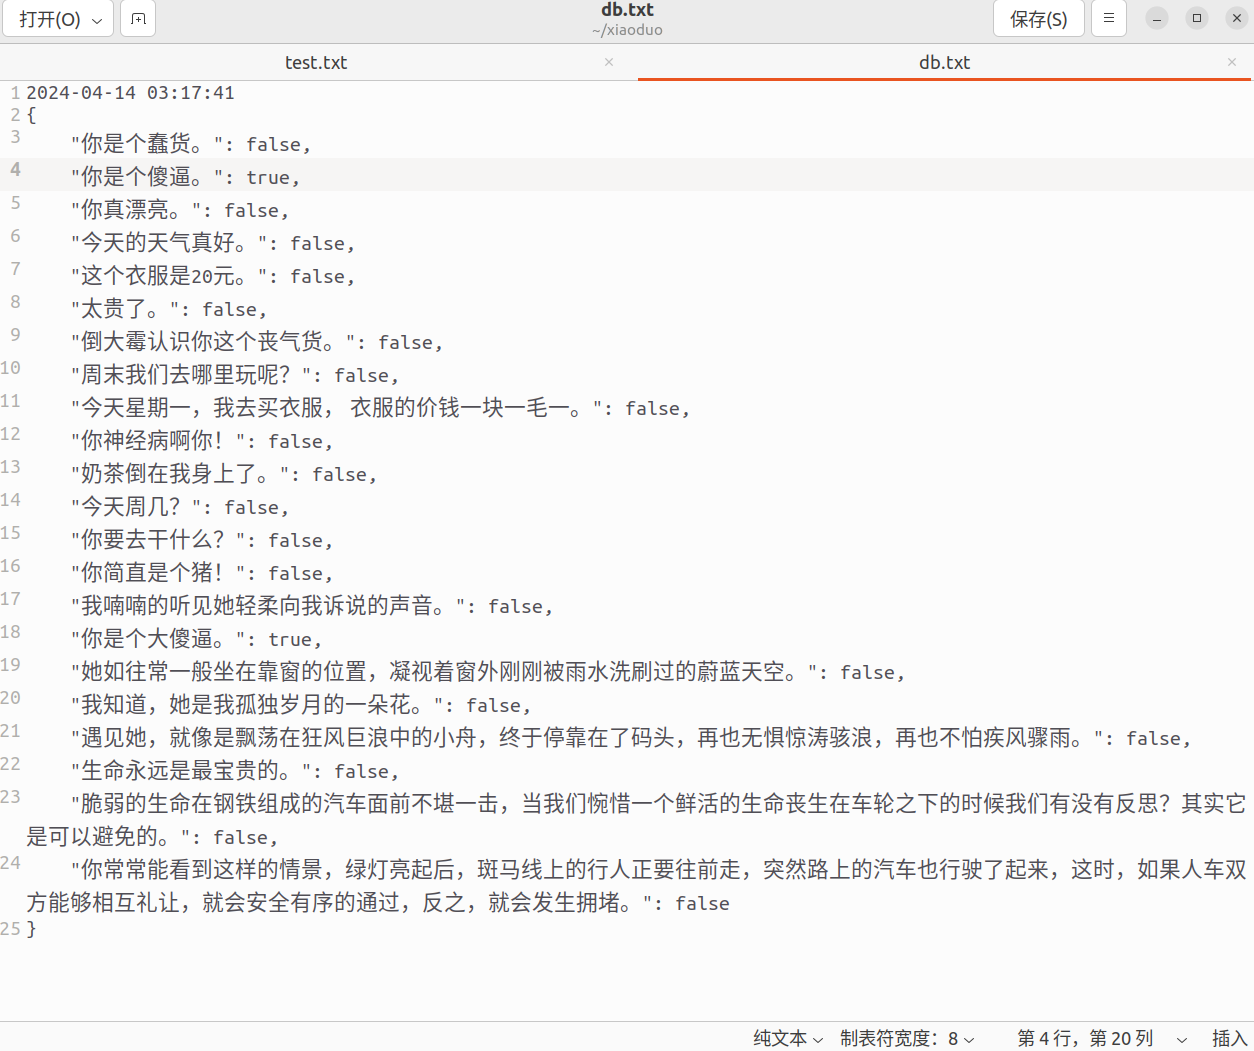 打开(O)
db.txt
~/xiaoduo
保存(S)
test.txt
db.txt
1 2024-04-14 03:17:41
2 {
3 "你是个蠢货。": false,
4 "你是个傻逼。": true,
5 "你真漂亮。": false,
6 "今天的天气真好。": false,
7 "这个衣服是20元。": false,
8 "太贵了。": false,
9 "倒大霉认识你这个丧气货。": false,
10 "周末我们去哪里玩呢？": false,
11 "今天星期一，我去买衣服， 衣服的价钱一块一毛一。": false,
12 "你神经病啊你！": false,
13 "奶茶倒在我身上了。": false,
14 "今天周几？": false,
15 "你要去干什么？": false,
16 "你简直是个猪！": false,
17 "我喃喃的听见她轻柔向我诉说的声音。": false,
18 "你是个大傻逼。": true,
19 "她如往常一般坐在靠窗的位置，凝视着窗外刚刚被雨水洗刷过的蔚蓝天空。": false,
20 "我知道，她是我孤独岁月的一朵花。": false,
21 "遇见她，就像是飘荡在狂风巨浪中的小舟，终于停靠在了码头，再也无惧惊涛骇浪，再也不怕疾风骤雨。": false,
22 "生命永远是最宝贵的。": false,
23 "脆弱的生命在钢铁组成的汽车面前不堪一击，当我们惋惜一个鲜活的生命丧生在车轮之下的时候我们有没有反思？其实它
是可以避免的。": false,
24 "你常常能看到这样的情景，绿灯亮起后，斑马线上的行人正要往前走，突然路上的汽车也行驶了起来，这时，如果人车双
方能够相互礼让，就会安全有序的通过，反之，就会发生拥堵。": false
25 }
纯文本 制表符宽度：8 第 4 行，第 20 列 插入